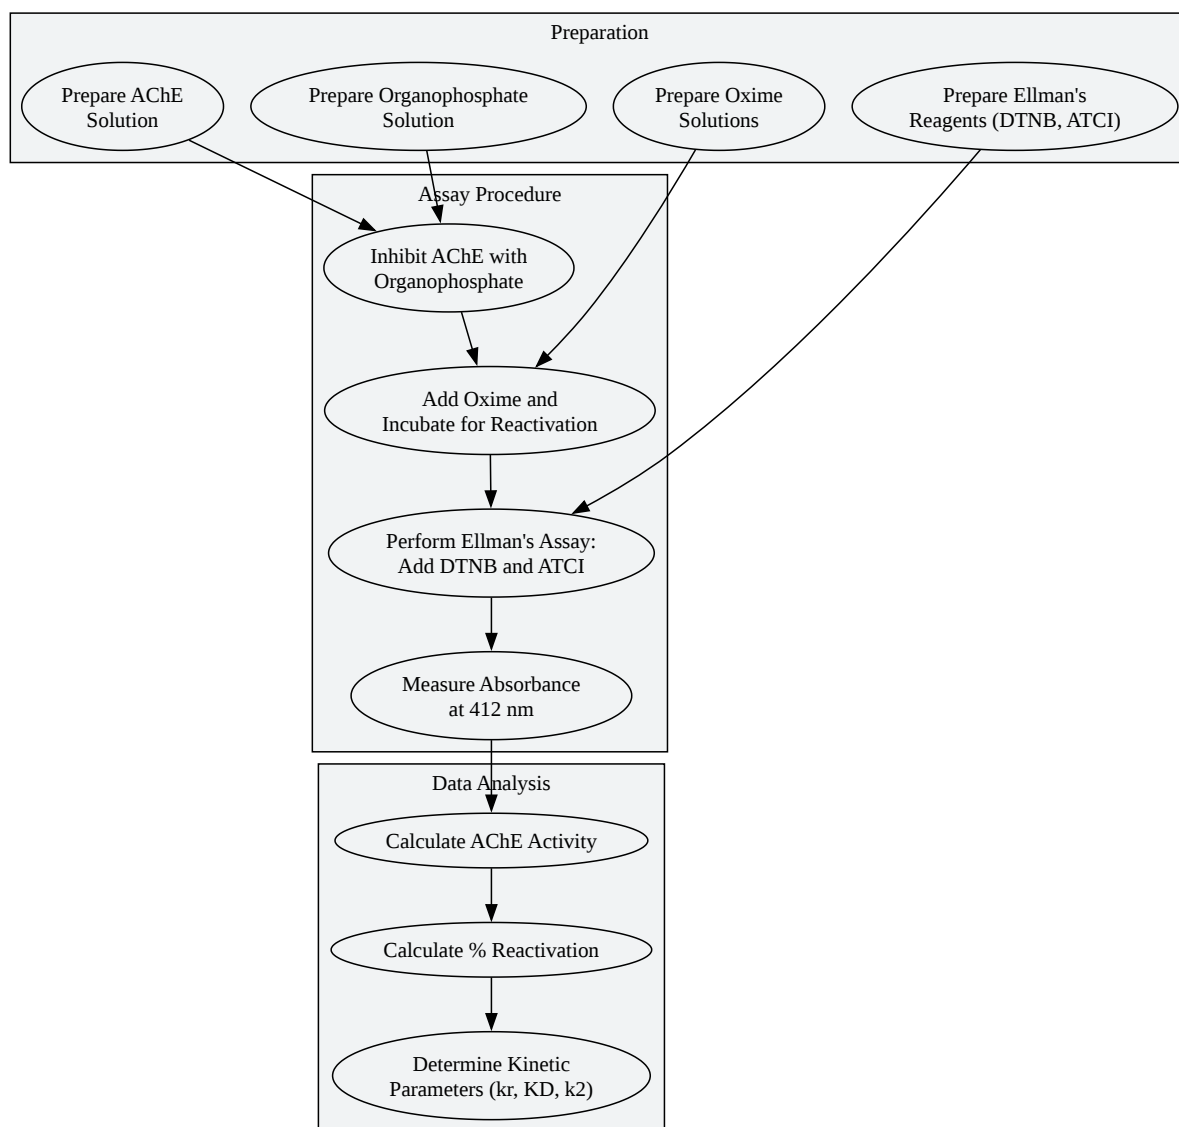 Preparation
Prepare AChE
Solution
Prepare Organophosphate
Solution
Prepare Oxime
Solutions
Prepare Ellman's
Reagents (DTNB, ATCI)
Assay Procedure
Inhibit AChE with
Organophosphate
Add Oxime and
Incubate for Reactivation
Perform Ellman's Assay:
Add DTNB and ATCI
Measure Absorbance
at 412 nm
Data Analysis
Calculate AChE Activity
Calculate % Reactivation
Determine Kinetic
Parameters (kr, KD, k2)